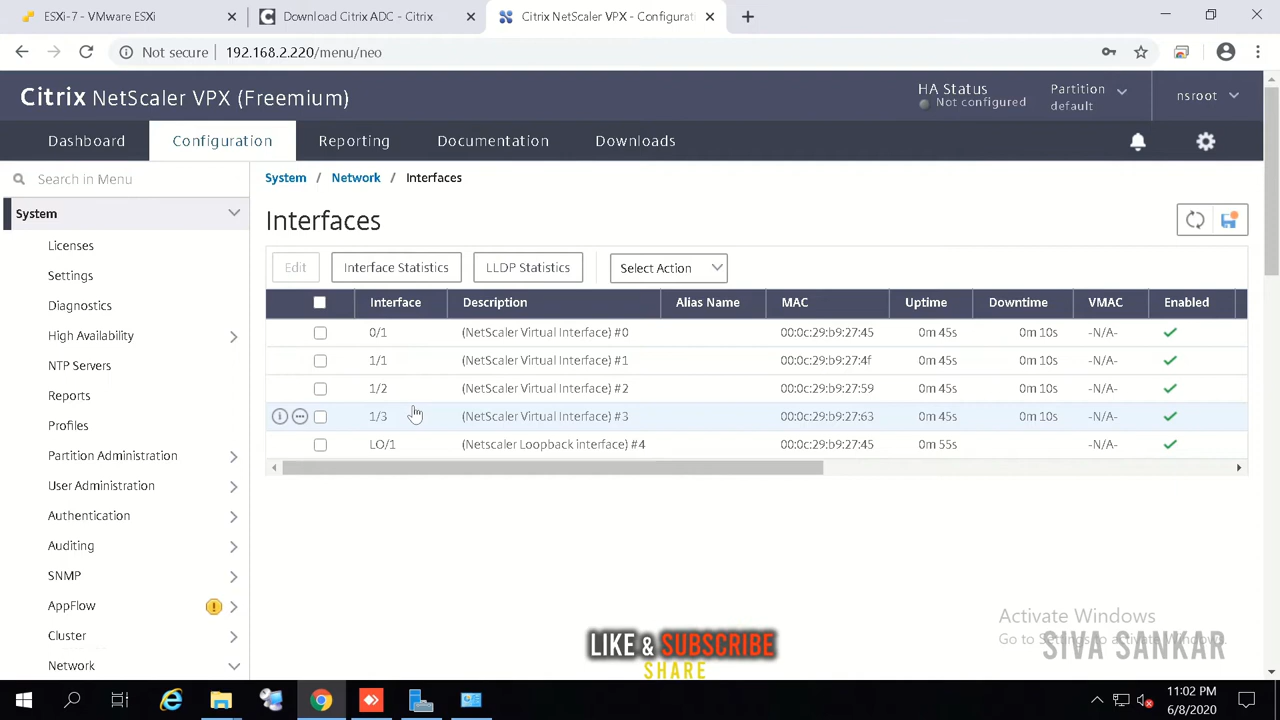 ESXi-7 - VMware ESXi
Download Citrix ADC - Citrix
Citrix NetScaler VPX - Configurati
Not secure
192.168.2.220/menu/neo
Citrix NetScaler VPX (Freemium)
HA Status
Not configured
Partition
default
nsroot
Dashboard
Configuration
Reporting
Documentation
Downloads
Search in Menu
System / Network / Interfaces
System
Interfaces
Licenses
Settings
Diagnostics
High Availability
NTP Servers
Reports
Profiles
Partition Administration
User Administration
Authentication
Auditing
SNMP
AppFlow
Cluster
Network
Edit
Interface Statistics
LLDP Statistics
Select Action
Interface Description Alias Name MAC Uptime Downtime VMAC Enabled
0/1 (NetScaler Virtual Interface) #0 00:0c:29:b9:27:45 0m 45s 0m 10s -N/A-
1/1 (NetScaler Virtual Interface) #1 00:0c:29:b9:27:4f 0m 45s 0m 10s -N/A-
1/2 (NetScaler Virtual Interface) #2 00:0c:29:b9:27:59 0m 45s 0m 10s -N/A-
1/3 (NetScaler Virtual Interface) #3 00:0c:29:b9:27:63 0m 45s 0m 10s -N/A-
LO/1 (Netscaler Loopback interface) #4 00:0c:29:b9:27:45 0m 55s -N/A-
Activate Windows
Go to Settings to activate Windows.
SIVA SANKAR
LIKE & SUBSCRIBE
SHARE
11:02 PM
6/8/2020